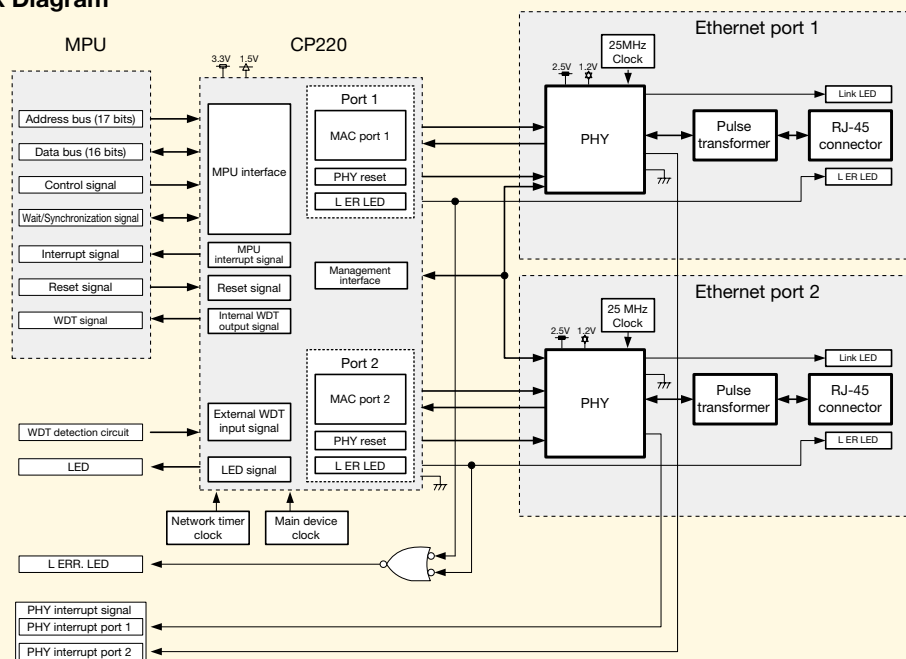 k Diagram
MPU
Address bus (17 bits)
Data bus (16 bits)
Control signal
Wait/Synchronization signal
Interrupt signal
Reset signal
WDT signal
WDT detection circuit
LED
L ERR. LED
PHY interrupt signal
PHY interrupt port 1
PHY interrupt port 2
CP220
3.3V
1.5V
MPU interface
MPU
interrupt signal
Reset signal
Internal WDT
output signal
External WDT
input signal
LED signal
Network timer
clock
Main device
clock
Port 1
MAC port 1
PHY reset
L ER LED
Management
interface
Port 2
MAC port 2
PHY reset
L ER LED
Ethernet port 1
25MHz
Clock
2.5V
1.2V
PHY
Pulse
transformer
Link LED
RJ-45
connector
L ER LED
Ethernet port 2
25 MHz
Clock
2.5V
1.2V
PHY
Pulse
transformer
Link LED
RJ-45
connector
L ER LED